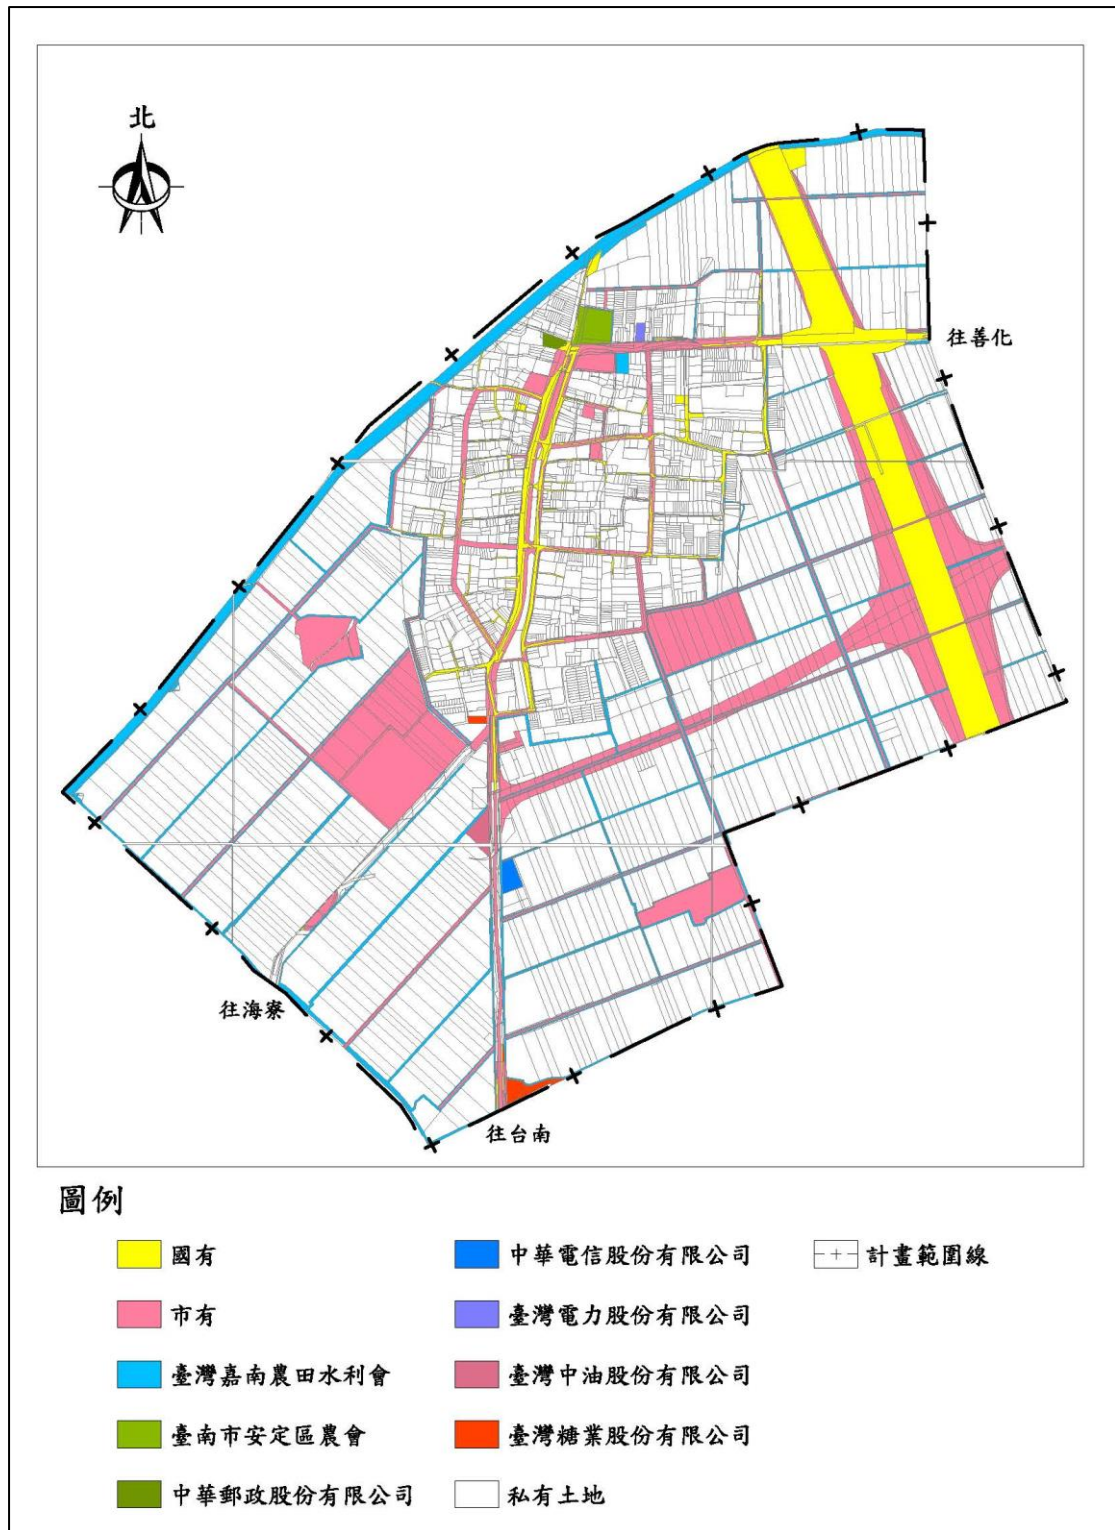 北
往善化
往海寮
往台南
圖例
國有
中華電信股份有限公司
計畫範圍線
市有
臺灣電力股份有限公司
臺灣嘉南農田水利會
臺灣中油股份有限公司
臺南市安定區農會
臺灣糖業股份有限公司
中華郵政股份有限公司
私有土地